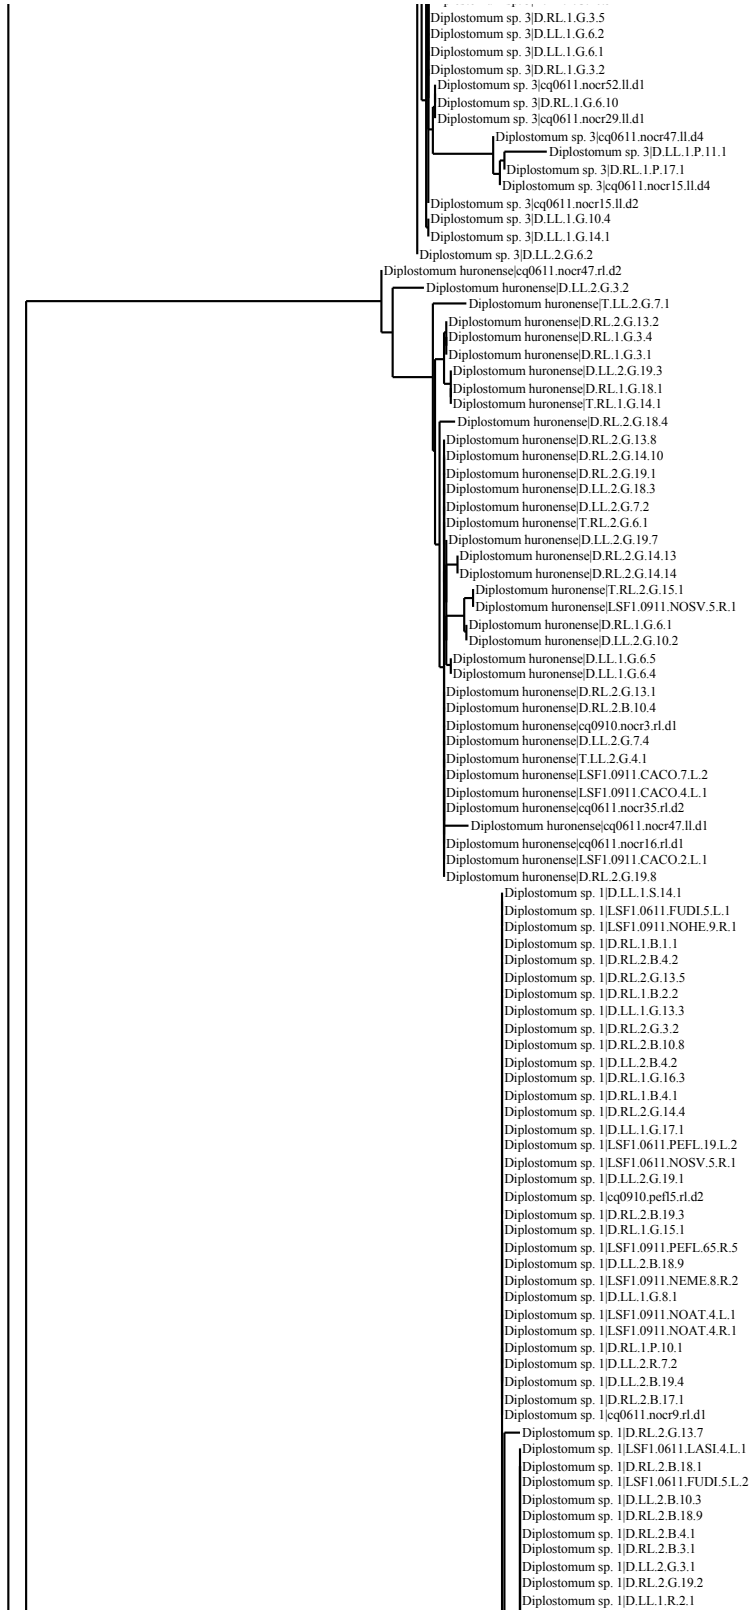 Diplostomum sp. 3|D.RL.1.G.3.5
Diplostomum sp. 3|D.LL.1.G.6.2
Diplostomum sp. 3|D.LL.1.G.6.1
Diplostomum sp. 3|D.RL.1.G.3.2
Diplostomum sp. 3|cq0611.nocr52.ll.d1
Diplostomum sp. 3|D.RL.1.G.6.10
Diplostomum sp. 3|cq0611.nocr29.ll.d1
Diplostomum sp. 3|cq0611.nocr47.ll.d4
Diplostomum sp. 3|D.LL.1.P.11.1
Diplostomum sp. 3|D.RL.1.P.17.1
Diplostomum sp. 3|cq0611.nocr15.ll.d4
Diplostomum sp. 3|cq0611.nocr15.ll.d2
Diplostomum sp. 3|D.LL.1.G.10.4
Diplostomum sp. 3|D.LL.1.G.14.1
Diplostomum sp. 3|D.LL.2.G.6.2
Diplostomum huronense|cq0611.nocr47.rl.d2
Diplostomum huronense|D.LL.2.G.3.2
Diplostomum huronense|T.LL.2.G.7.1
Diplostomum huronense|D.RL.2.G.13.2
Diplostomum huronense|D.RL.1.G.3.4
Diplostomum huronense|D.RL.1.G.3.1
Diplostomum huronense|D.LL.2.G.19.3
Diplostomum huronense|D.RL.1.G.18.1
Diplostomum huronense|T.RL.1.G.14.1
Diplostomum huronense|D.RL.2.G.18.4
Diplostomum huronense|D.RL.2.G.13.8
Diplostomum huronense|D.RL.2.G.14.10
Diplostomum huronense|D.RL.2.G.19.1
Diplostomum huronense|D.LL.2.G.18.3
Diplostomum huronense|D.LL.2.G.7.2
Diplostomum huronense|T.RL.2.G.6.1
Diplostomum huronense|D.LL.2.G.19.7
Diplostomum huronense|D.RL.2.G.14.13
Diplostomum huronense|D.RL.2.G.14.14
Diplostomum huronense|T.RL.2.G.15.1
Diplostomum huronense|LSF1.0911.NOSV.5.R.1
Diplostomum huronense|D.RL.1.G.6.1
Diplostomum huronense|D.LL.2.G.10.2
Diplostomum huronense|D.LL.1.G.6.5
Diplostomum huronense|D.LL.1.G.6.4
Diplostomum huronense|D.RL.2.G.13.1
Diplostomum huronense|D.RL.2.B.10.4
Diplostomum huronense|cq0910.nocr3.rl.d1
Diplostomum huronense|D.LL.2.G.7.4
Diplostomum huronense|T.LL.2.G.4.1
Diplostomum huronense|LSF1.0911.CACO.7.L.2
Diplostomum huronense|LSF1.0911.CACO.4.L.1
Diplostomum huronense|cq0611.nocr35.rl.d2
Diplostomum huronense|cq0611.nocr47.ll.d1
Diplostomum huronense|cq0611.nocr16.rl.d1
Diplostomum huronense|LSF1.0911.CACO.2.L.1
Diplostomum huronense|D.RL.2.G.19.8
Diplostomum sp. 1|D.LL.1.S.14.1
Diplostomum sp. 1|LSF1.0611.FUDI.5.L.1
Diplostomum sp. 1|LSF1.0911.NOHE.9.R.1
Diplostomum sp. 1|D.RL.1.B.1.1
Diplostomum sp. 1|D.RL.2.B.4.2
Diplostomum sp. 1|D.RL.2.G.13.5
Diplostomum sp. 1|D.RL.1.B.2.2
Diplostomum sp. 1|D.LL.1.G.13.3
Diplostomum sp. 1|D.RL.2.G.3.2
Diplostomum sp. 1|D.RL.2.B.10.8
Diplostomum sp. 1|D.LL.2.B.4.2
Diplostomum sp. 1|D.RL.1.G.16.3
Diplostomum sp. 1|D.RL.1.B.4.1
Diplostomum sp. 1|D.RL.2.G.14.4
Diplostomum sp. 1|D.LL.1.G.17.1
Diplostomum sp. 1|LSF1.0611.PEFL.19.L.2
Diplostomum sp. 1|LSF1.0611.NOSV.5.R.1
Diplostomum sp. 1|D.LL.2.G.19.1
Diplostomum sp. 1|cq0910.pefl5.rl.d2
Diplostomum sp. 1|D.RL.2.B.19.3
Diplostomum sp. 1|D.RL.1.G.15.1
Diplostomum sp. 1|LSF1.0911.PEFL.65.R.5
Diplostomum sp. 1|D.LL.2.B.18.9
Diplostomum sp. 1|LSF1.0911.NEME.8.R.2
Diplostomum sp. 1|D.LL.1.G.8.1
Diplostomum sp. 1|LSF1.0911.NOAT.4.L.1
Diplostomum sp. 1|LSF1.0911.NOAT.4.R.1
Diplostomum sp. 1|D.RL.1.P.10.1
Diplostomum sp. 1|D.LL.2.R.7.2
Diplostomum sp. 1|D.LL.2.B.19.4
Diplostomum sp. 1|D.RL.2.B.17.1
Diplostomum sp. 1|cq0611.nocr9.rl.d1
Diplostomum sp. 1|D.RL.2.G.13.7
Diplostomum sp. 1|LSF1.0611.LASI.4.L.1
Diplostomum sp. 1|D.RL.2.B.18.1
Diplostomum sp. 1|LSF1.0611.FUDI.5.L.2
Diplostomum sp. 1|D.LL.2.B.10.3
Diplostomum sp. 1|D.RL.2.B.18.9
Diplostomum sp. 1|D.RL.2.B.4.1
Diplostomum sp. 1|D.RL.2.B.3.1
Diplostomum sp. 1|D.LL.2.G.3.1
Diplostomum sp. 1|D.RL.2.G.19.2
Diplostomum sp. 1|D.LL.1.R.2.1